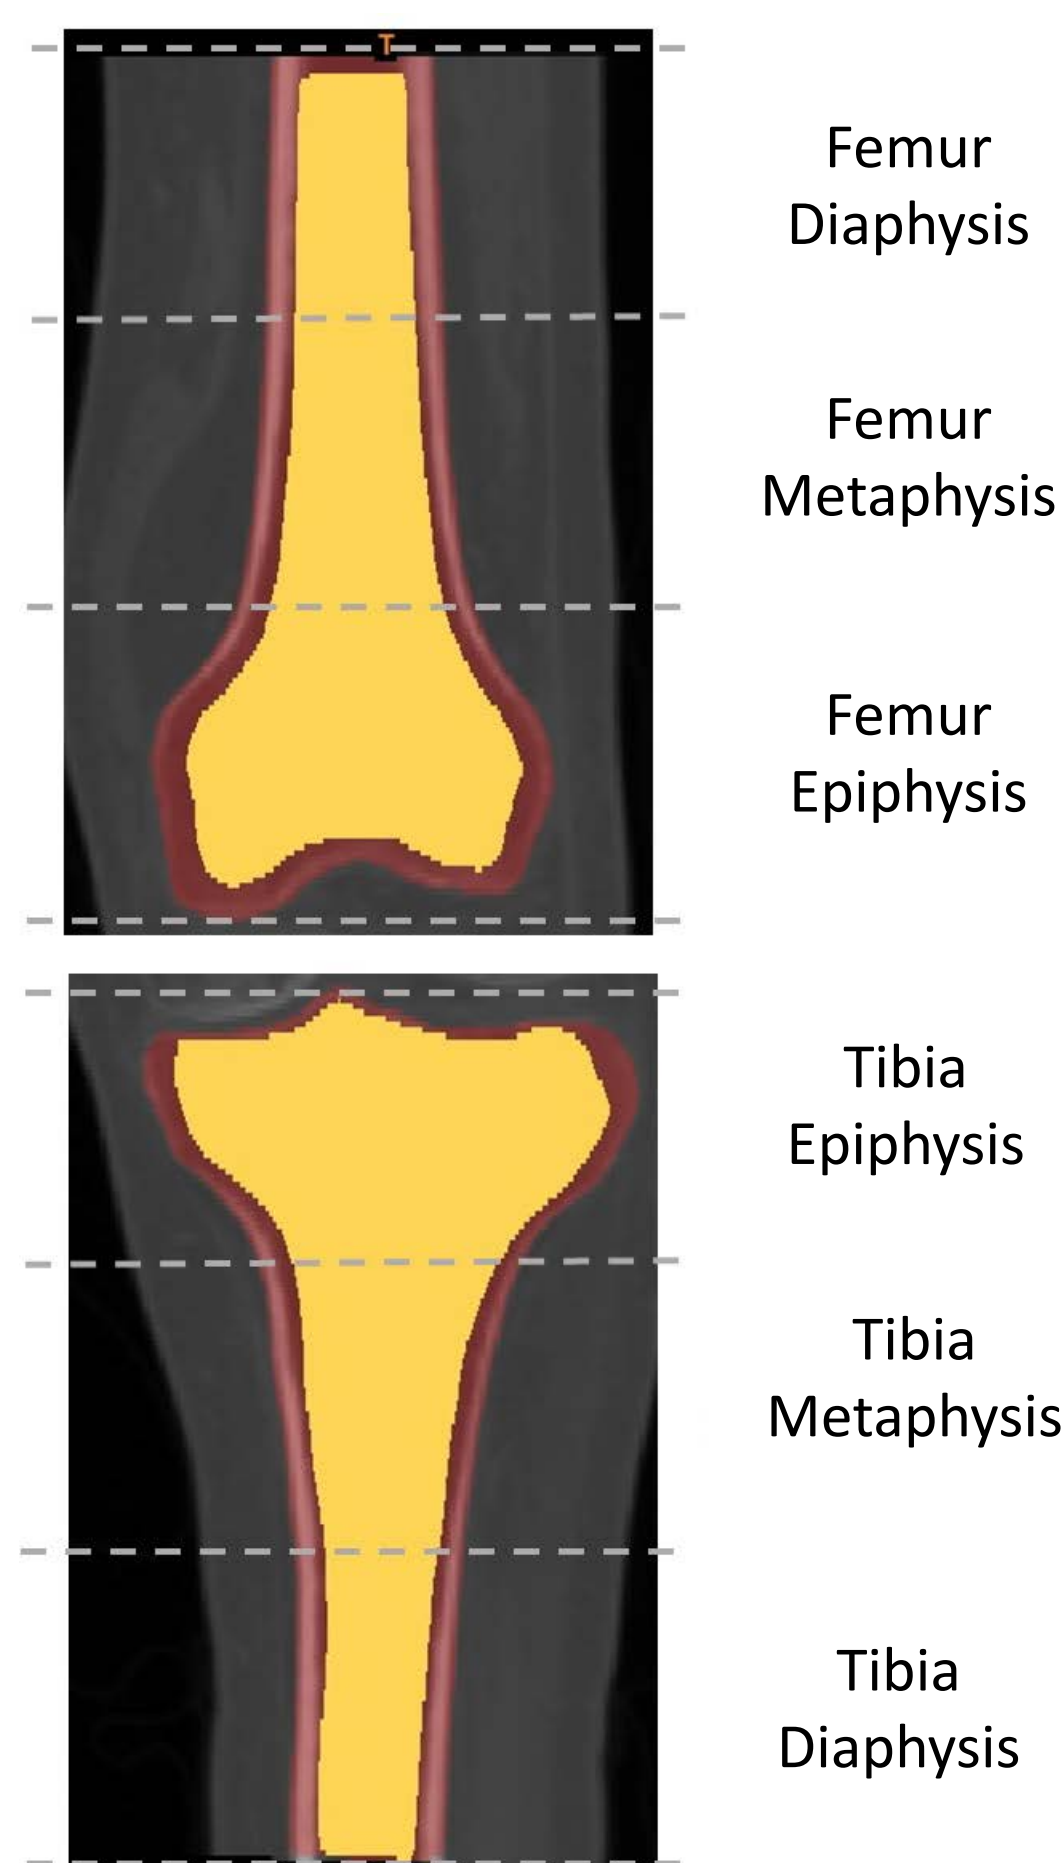 T
Femur
Diaphysis
Femur
Metaphysis
Femur
Epiphysis
Tibia
Epiphysis
Tibia
Metaphysis
Tibia
Diaphysis